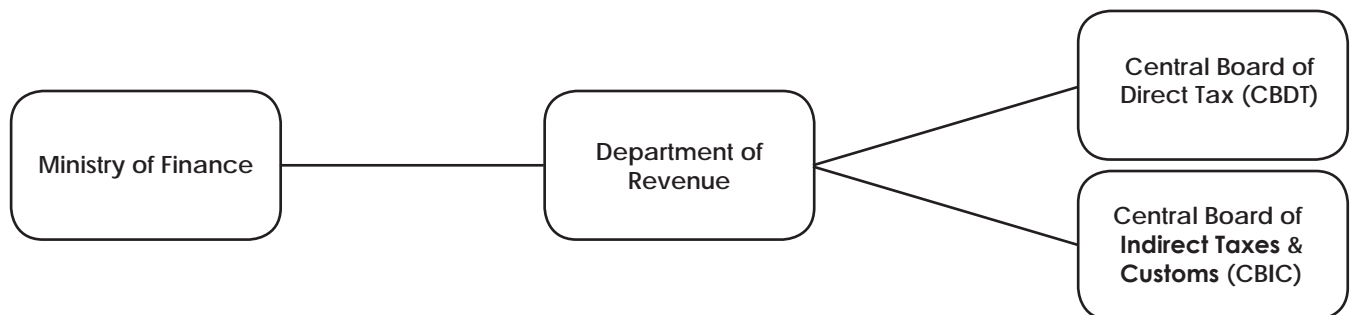 Ministry of Finance
Department of
Revenue
Central Board of
Direct Tax (CBDT)
Central Board of
Indirect Taxes &
Customs (CBIC)